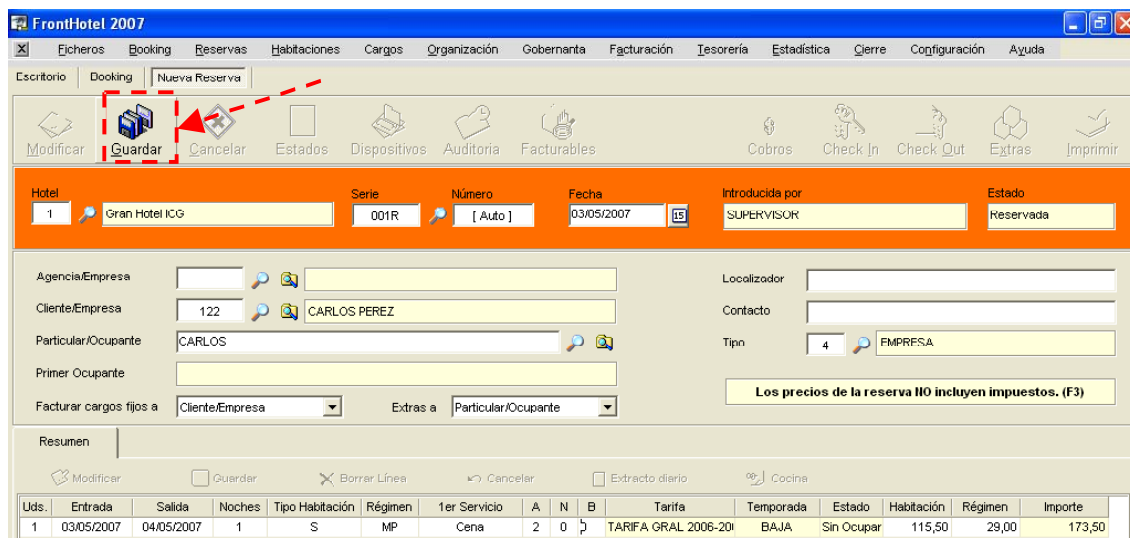 FrontHotel 2007
Ficheros Booking Reservas Habitaciones Cargos Organización Gobernanta Facturación Tesorería Estadística Cierre Configuración Ayuda
Escritorio Booking Nueva Reserva
Modificar Guardar Cancelar Estados Dispositivos Auditoria Facturables Cobros Check In Check Out Extras Imprimir
Hotel Serie Número Fecha Introducida por Estado
1 Gran Hotel ICG 001R [ Auto ] 03/05/2007 15 SUPERVISOR Reservada
Agencia/Empresa Localizador
Cliente/Empresa 122 CARLOS PEREZ Contacto
Particular/Ocupante CARLOS Tipo 4 EMPRESA
Primer Ocupante
Los precios de la reserva NO incluyen impuestos. (F3)
Facturar cargos fijos a Cliente/Empresa Extras a Particular/Ocupante
Resumen
Modificar Guardar Borrar Línea Cancelar Extracto diario Cocina
Uds. Entrada Salida Noches Tipo Habitación Régimen 1er Servicio A N B Tarifa Temporada Estado Habitación Régimen Importe
1 03/05/2007 04/05/2007 1 S MP Cena 2 0 TARIFA GRAL 2006-20 BAJA Sin Ocupar 115,50 29,00 173,50